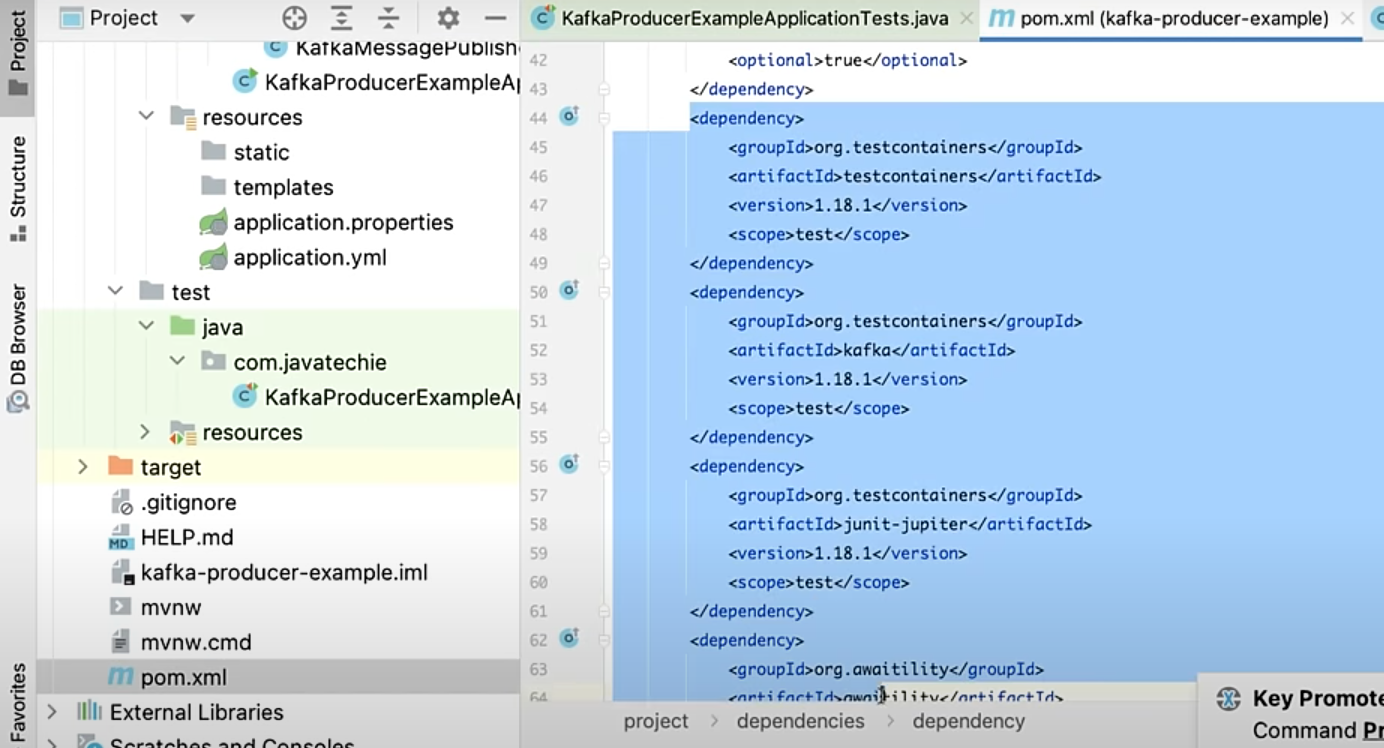 Project
Structure
DB Browser
Favorites
Project
KafkaMessagePublish
KafkaProducerExampleAp
resources
static
templates
application.properties
application.yml
test
java
com.javatechie
KafkaProducerExampleAp
resources
target
.gitignore
HELP.md
kafka-producer-example.iml
mvnw
mvnw.cmd
pom.xml
External Libraries
Scratches and Consoles
KafkaProducerExampleApplicationTests.java
pom.xml (kafka-producer-example)
42 <optional>true</optional>
43 </dependency>
44 <dependency>
45 <groupId>org.testcontainers</groupId>
46 <artifactId>testcontainers</artifactId>
47 <version>1.18.1</version>
48 <scope>test</scope>
49 </dependency>
50 <dependency>
51 <groupId>org.testcontainers</groupId>
52 <artifactId>kafka</artifactId>
53 <version>1.18.1</version>
54 <scope>test</scope>
55 </dependency>
56 <dependency>
57 <groupId>org.testcontainers</groupId>
58 <artifactId>junit-jupiter</artifactId>
59 <version>1.18.1</version>
60 <scope>test</scope>
61 </dependency>
62 <dependency>
63 <groupId>org.awaitility</groupId>
64 <artifactId>awaitility</artifactId>
project > dependencies > dependency
Key Promote
Command Pr